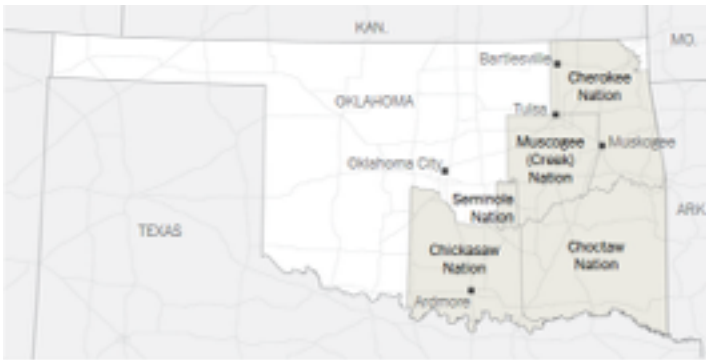 KAN.
MO.
Bartlesville
Cherokee
Nation
OKLAHOMA
Tulsa
Muscogee
(Creek)
Nation
Muskogee
Oklahoma City
Seminole
Nation
ARK
TEXAS
Chickasaw
Nation
Choctaw
Nation
Ardmore